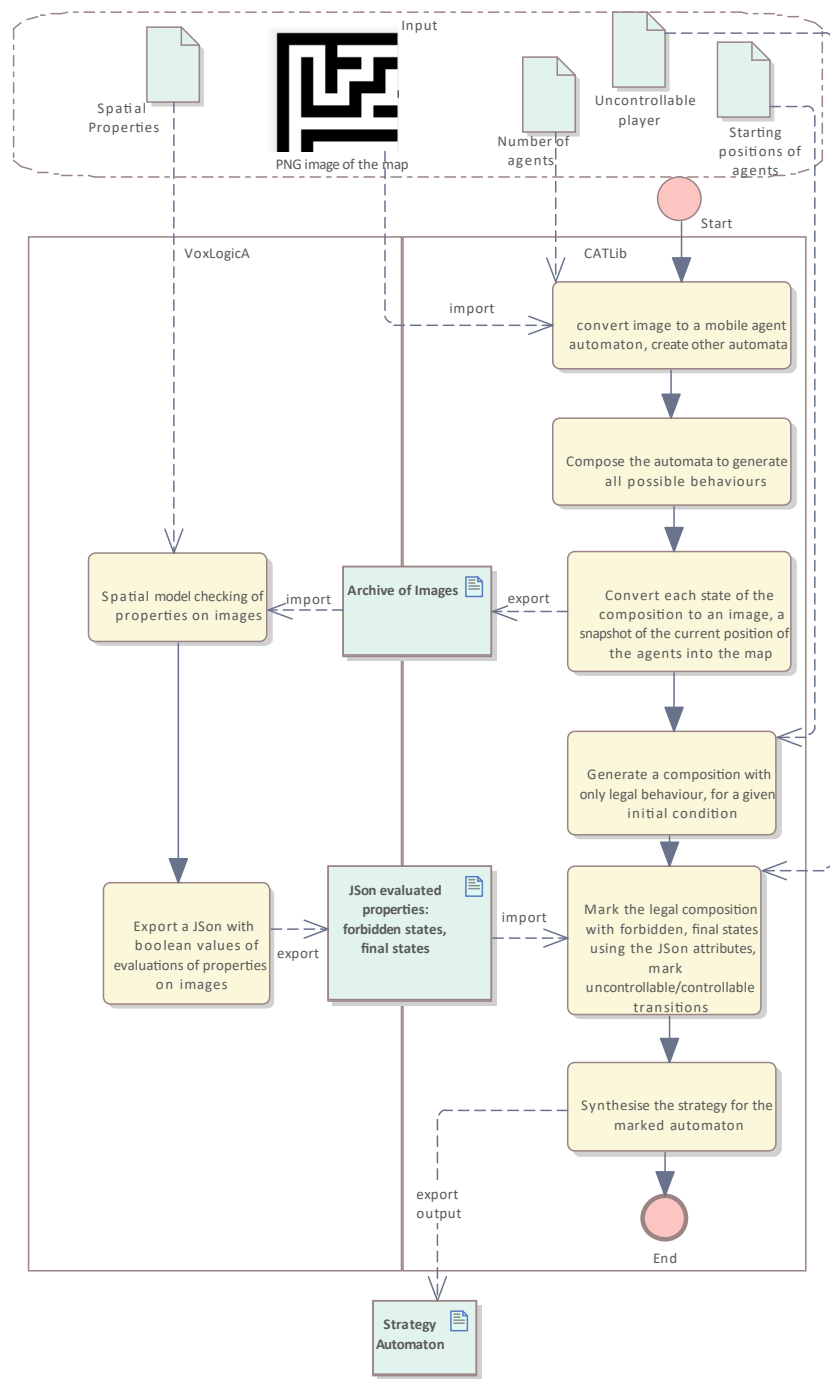 Input
Spatial
Properties
PNG image of the map
Number of
agents
Uncontrollable
player
Starting
positions of
agents
Start
VoxLogicA
CATLib
import
convert image to a mobile agent
automaton, create other automata
Compose the automata to generate
all possible behaviours
Spatial model checking of
properties on images
import
Archive of Images
export
Convert each state of the
composition to an image, a
snapshot of the current position of
the agents into the map
Generate a composition with
only legal behaviour, for a given
initial condition
Export a JSon with
boolean values of
evaluations of properties
on images
export
JSon evaluated
properties:
forbidden states,
final states
import
Mark the legal composition
with forbidden, final states
using the JSon attributes,
mark
uncontrollable/controllable
transitions
Synthesise the strategy for the
marked automaton
export
output
End
Strategy
Automaton